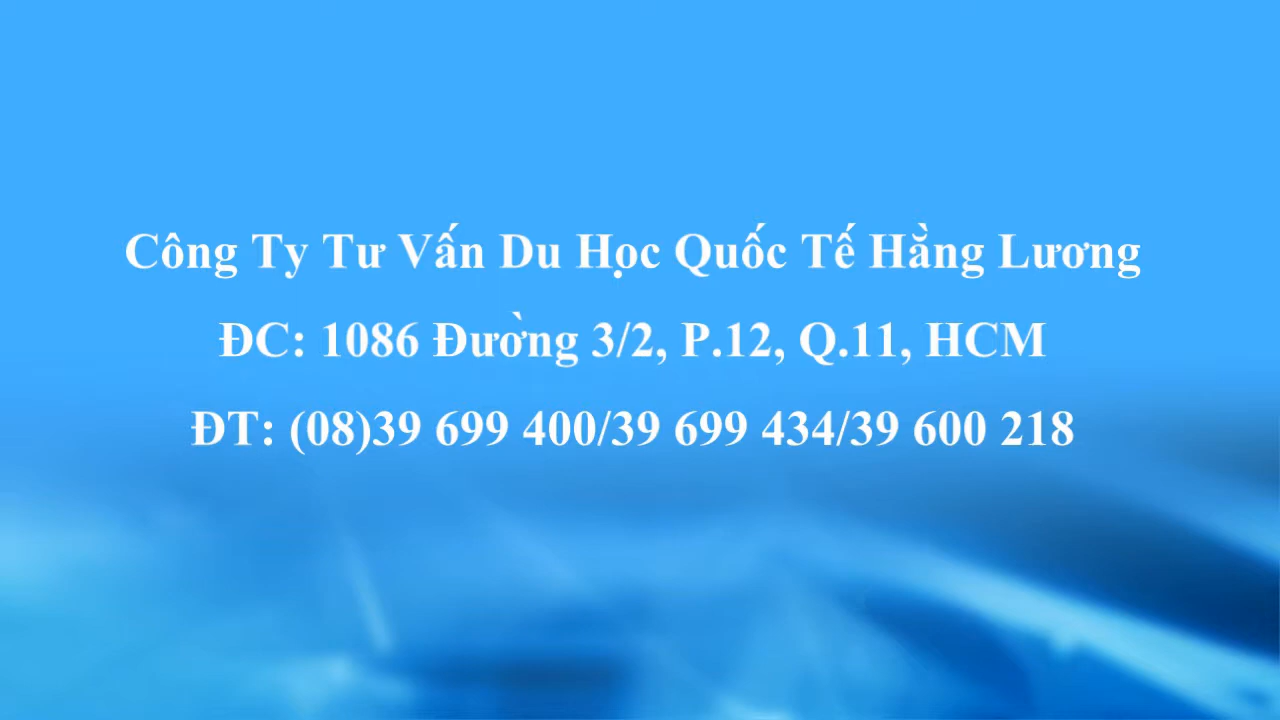 Công Ty Tư Vấn Du Học Quốc Tế Hằng Lương
ĐC: 1086 Đường 3/2, P.12, Q.11, HCM
ĐT: (08)39 699 400/39 699 434/39 600 218